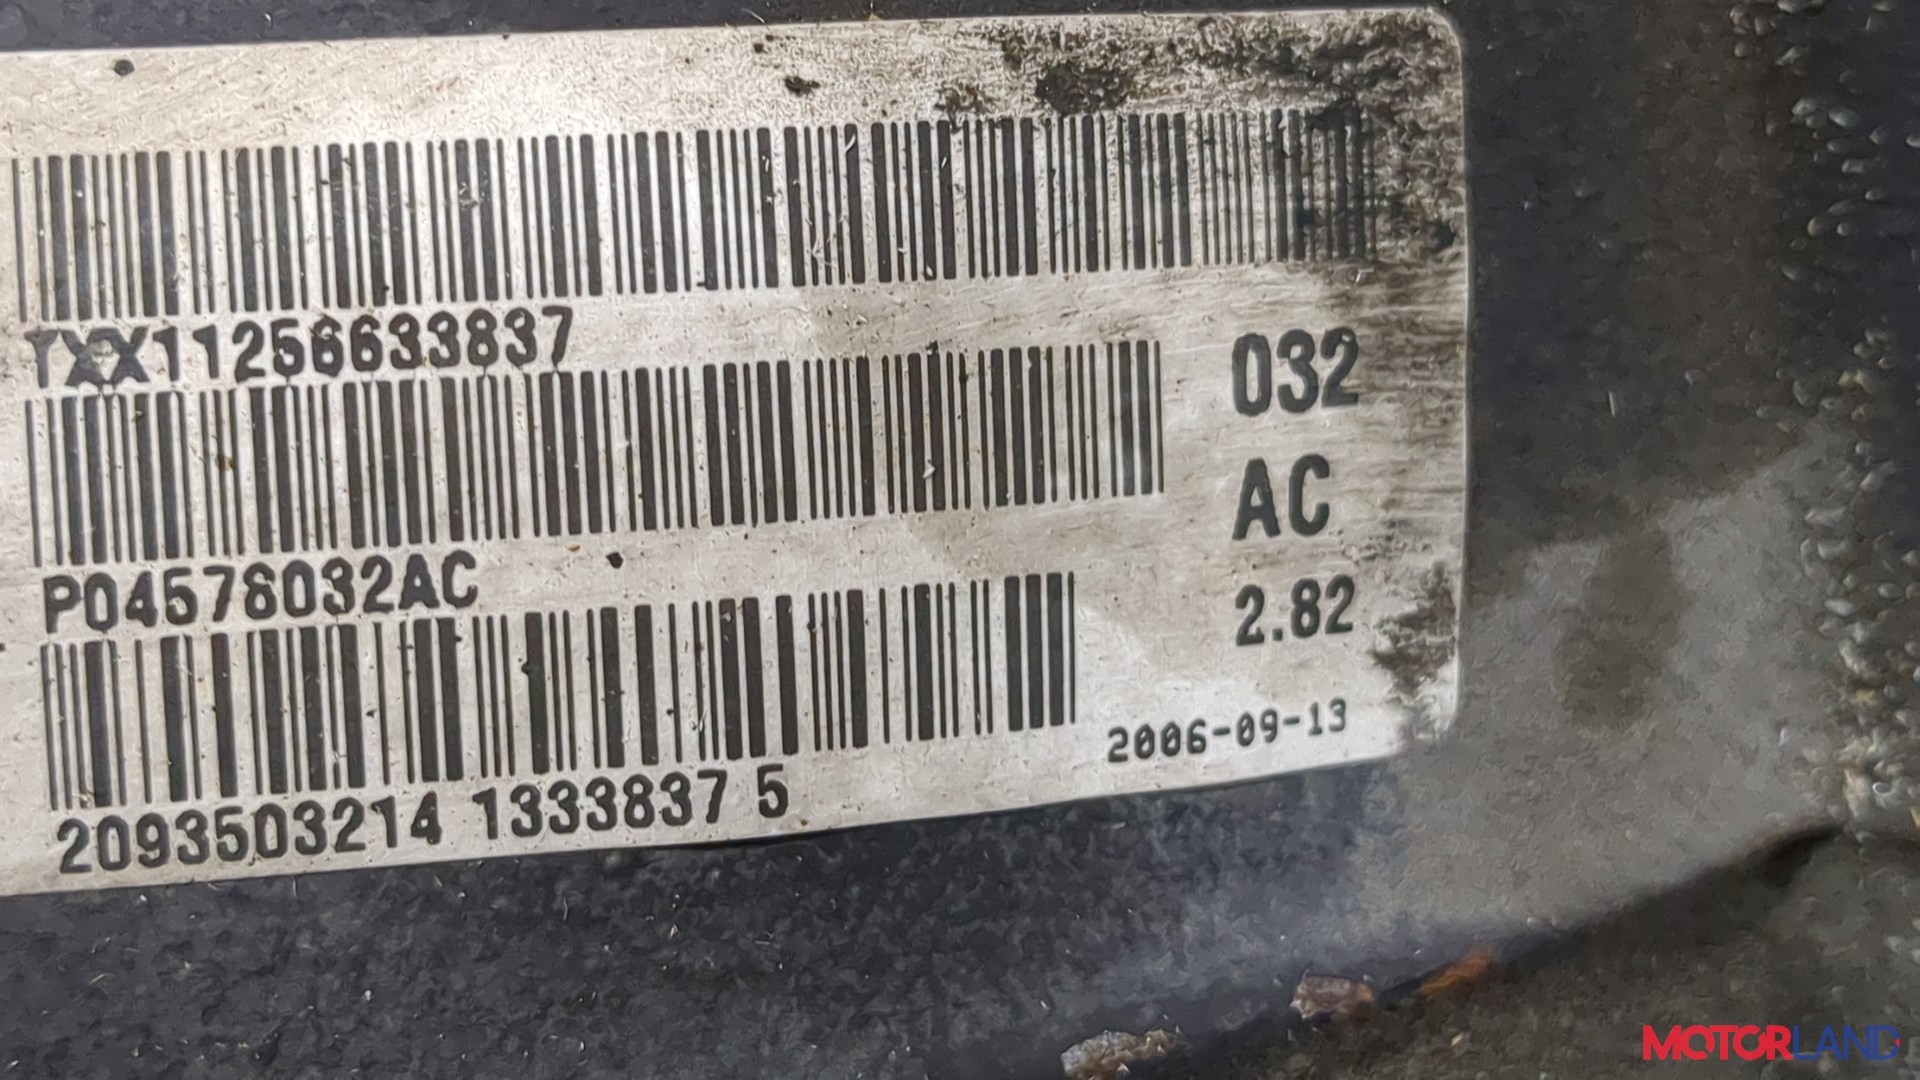 TXX11256633837
032
AC
P04578032AC
2.82
2006-09-13
2093503214 1333837 5
MOTORLAND